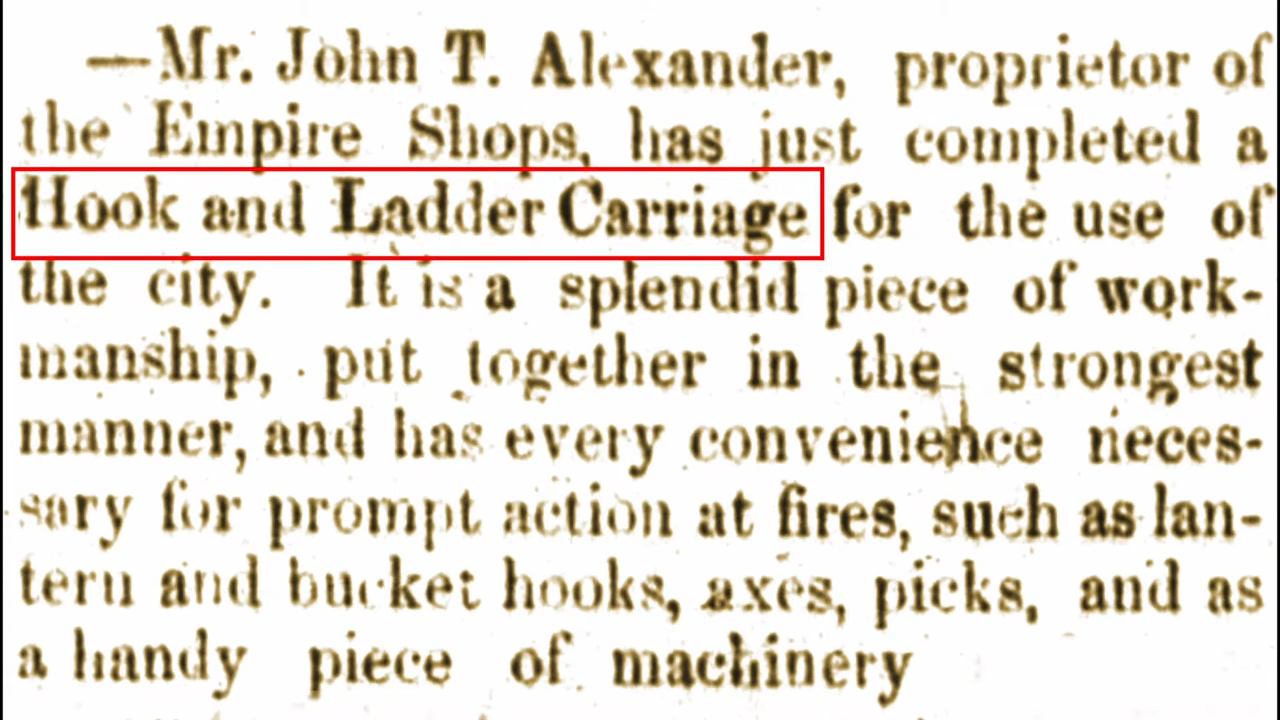 —Mr. John T. Alexander, proprietor of
the Empire Shops, has just completed a
Hook and Ladder Carriage for the use of
the city. It is a splendid piece of work-
manship, put together in the strongest
manner, and has every convenience neces-
sary for prompt action at fires, such as lan-
tern and bucket hooks, axes, picks, and as
a handy piece of machinery